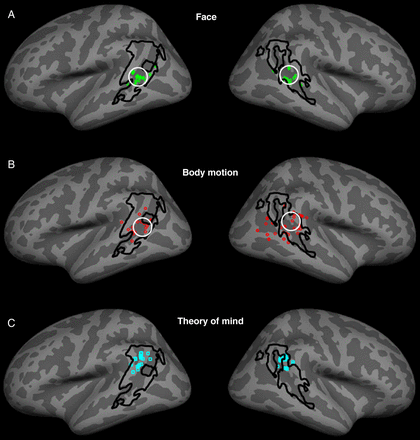 A
Face
B
Body motion
C
Theory of mind